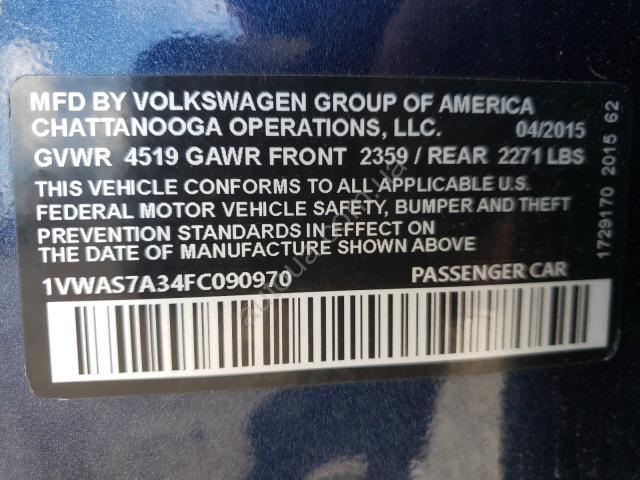 MFD BY VOLKSWAGEN GROUP OF AMERICA
CHATTANOOGA OPERATIONS, LLC. 04/2015
GVWR 4519 GAWR FRONT 2359 / REAR 2271 LBS
THIS VEHICLE CONFORMS TO ALL APPLICABLE U.S.
FEDERAL MOTOR VEHICLE SAFETY, BUMPER AND THEFT
PREVENTION STANDARDS IN EFFECT ON
THE DATE OF MANUFACTURE SHOWN ABOVE
1VWAS7A34FC090970 PASSENGER CAR
1729170 2015 62